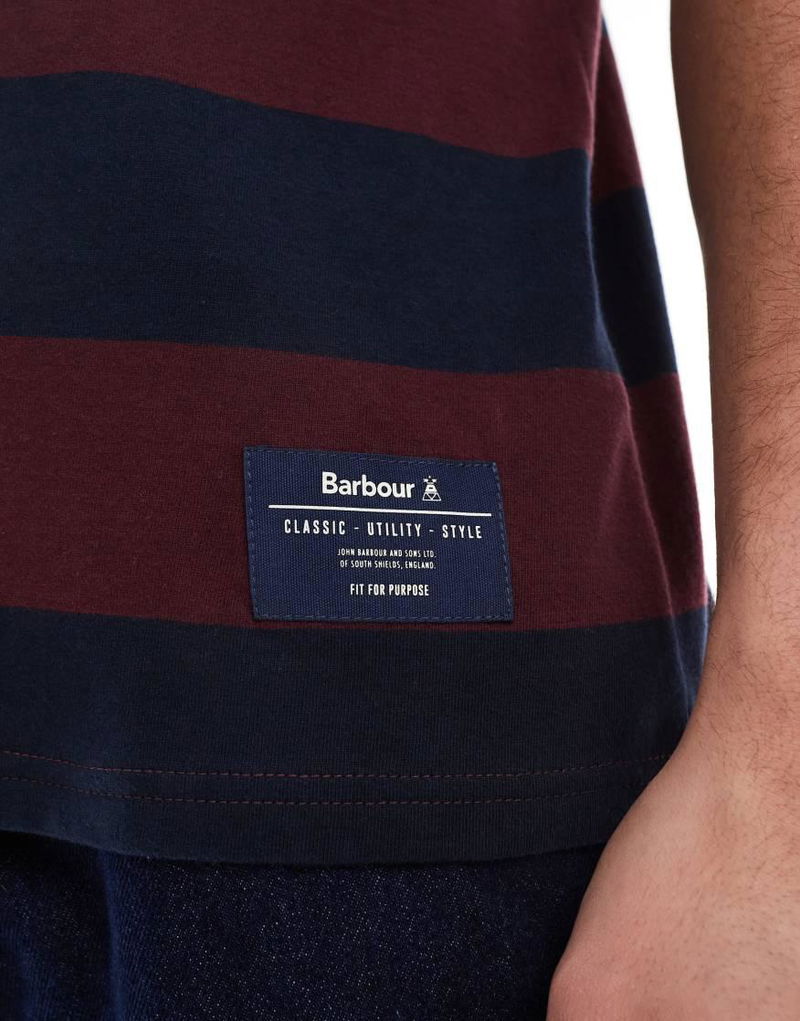 Barbour
CLASSIC - UTILITY - STYLE
JOHN BARBOUR AND SONS LTD.
OF SOUTH SHIELDS, ENGLAND.
FIT FOR PURPOSE